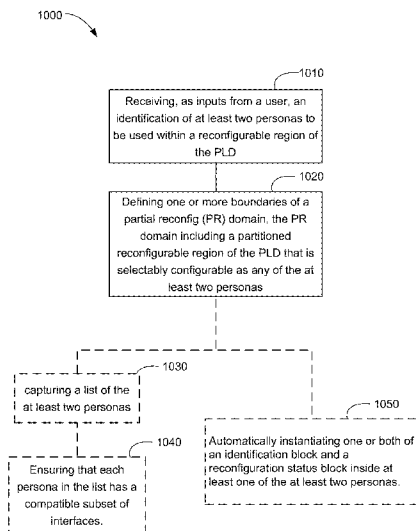 1000
1010
Receiving, as inputs from a user, an
identification of at least two personas to
be used within a reconfigurable region of
the PLD
1020
Defining one or more boundaries of a
partial reconfig (PR) domain, the PR
domain including a partitioned
reconfigurable region of the PLD that is
selectably configurable as any of the at
least two personas
1030
capturing a list of the
at least two personas
1040
Ensuring that each
persona in the list has a
compatible subset of
interfaces.
1050
Automatically instantiating one or both of
an identification block and a
reconfiguration status block inside
at least one of the at least two personas.